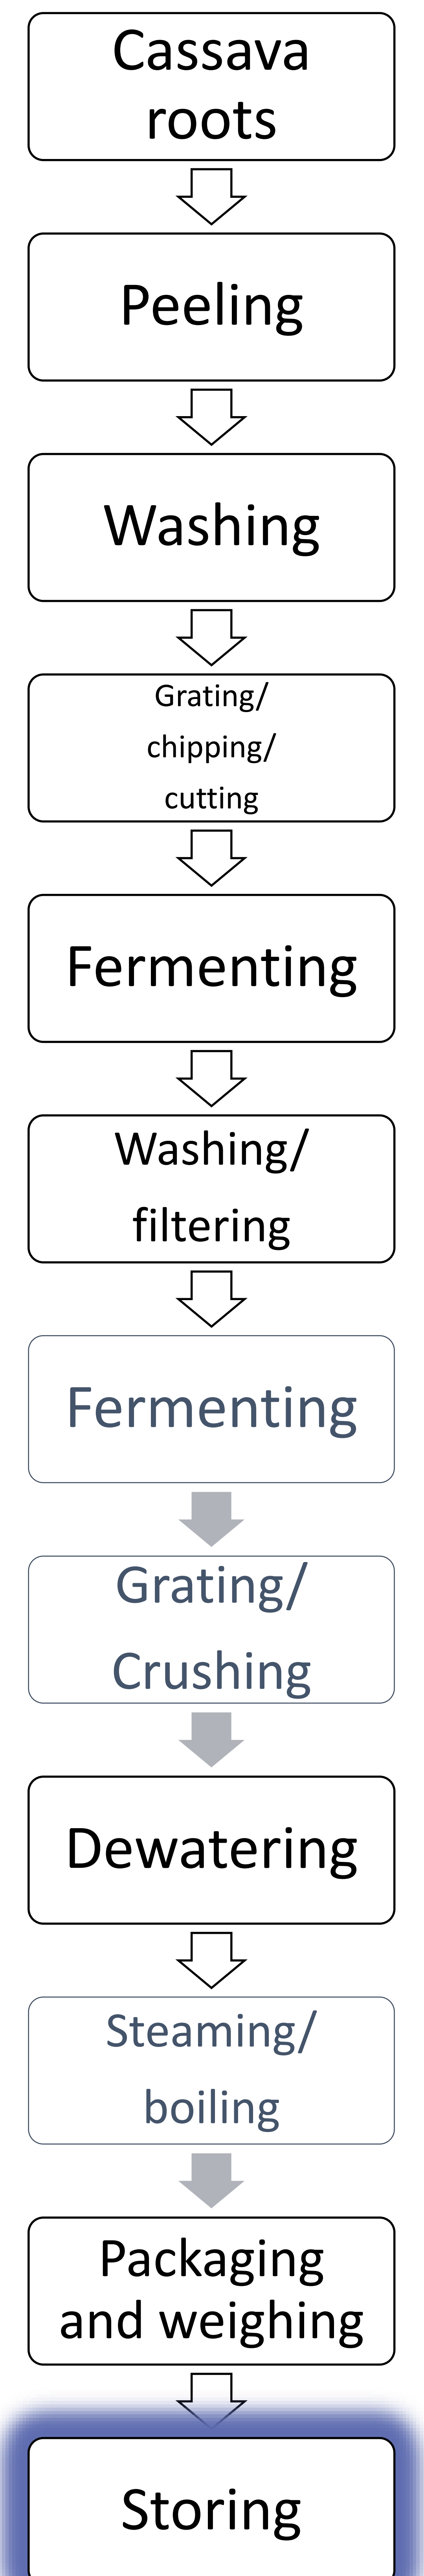 Cassava
roots
Peeling
Washing
Grating/
chipping/
cutting
Fermenting
Washing/
filtering
Fermenting
Grating/
Crushing
Dewatering
Steaming/
boiling
Packaging
and weighing
Storing